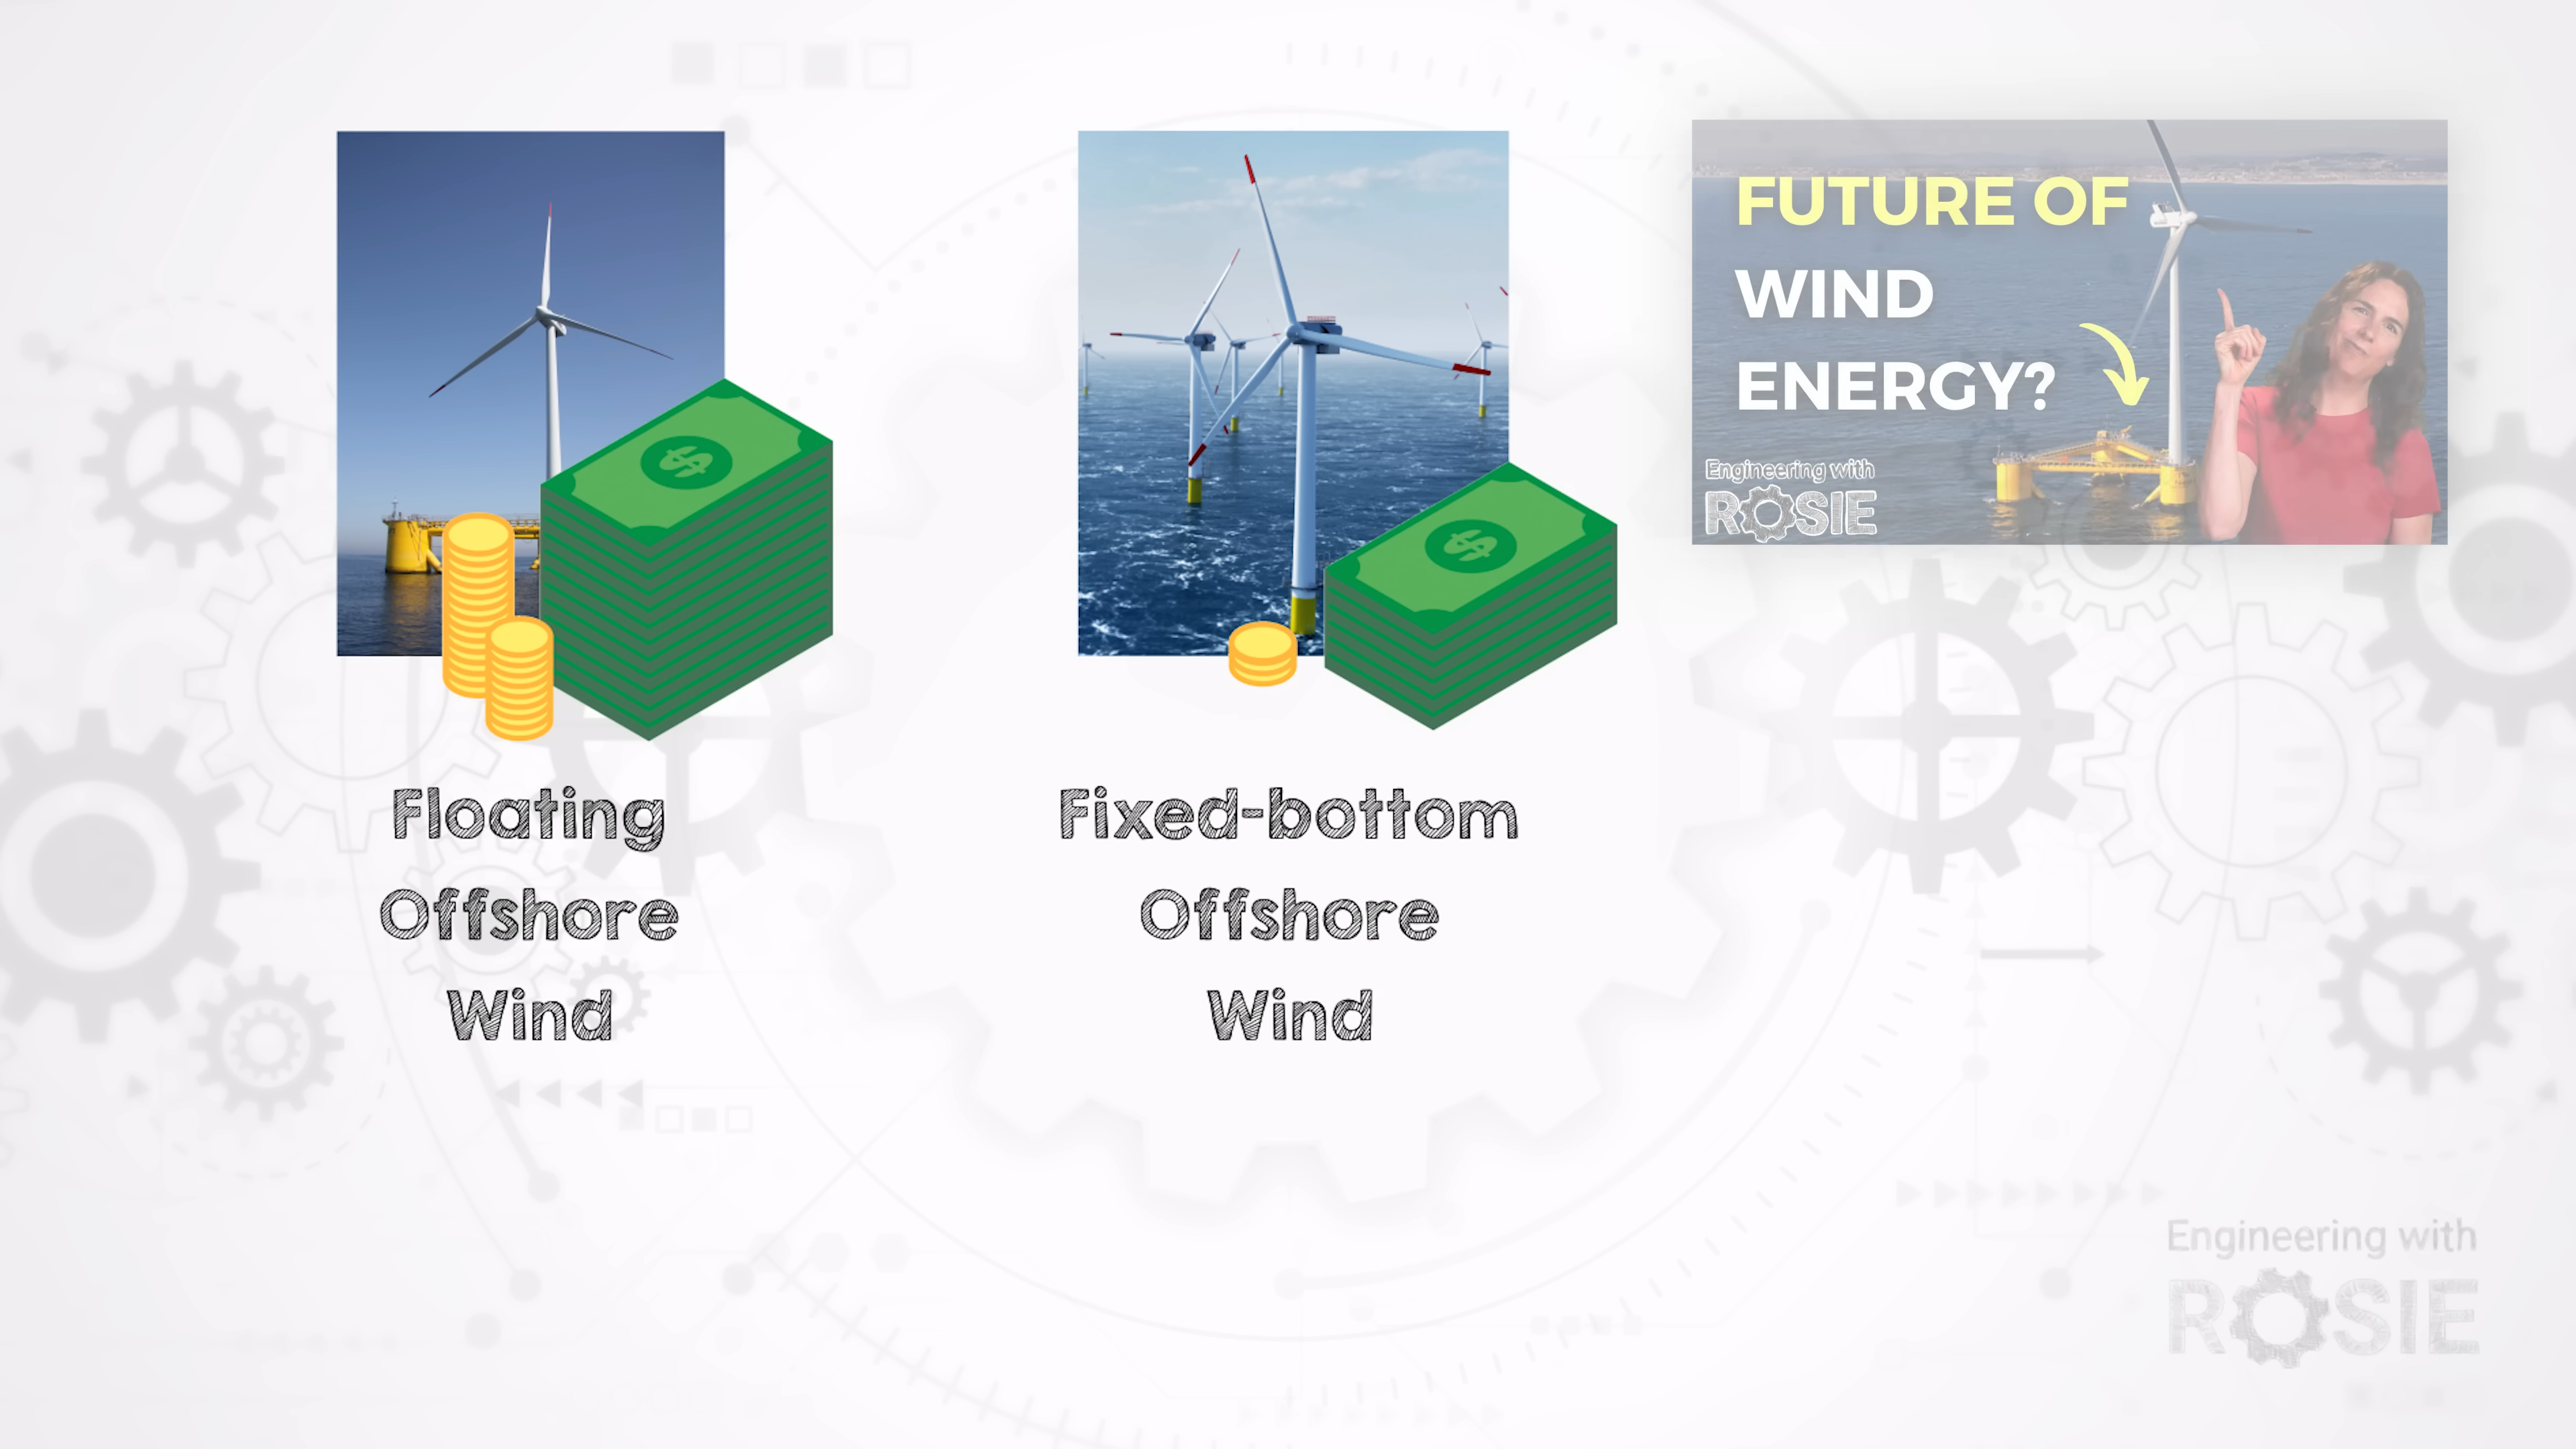 FUTURE OF
WIND
ENERGY?
Engineering with
ROSIE
$
$
Floating
Offshore
Wind
Fixed-bottom
Offshore
Wind
Engineering with
ROSIE